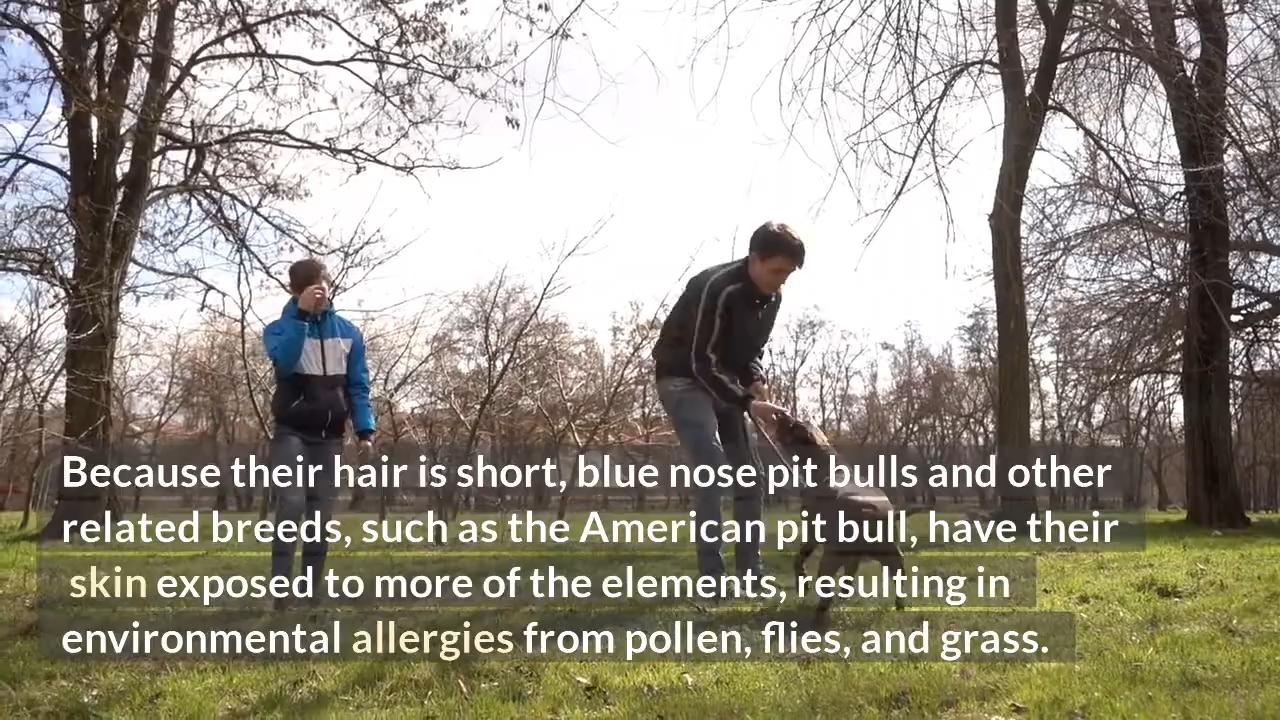 Because their hair is short, blue nose pit bulls and other
related breeds, such as the American pit bull, have their
skin exposed to more of the elements, resulting in
environmental allergies from pollen, flies, and grass.